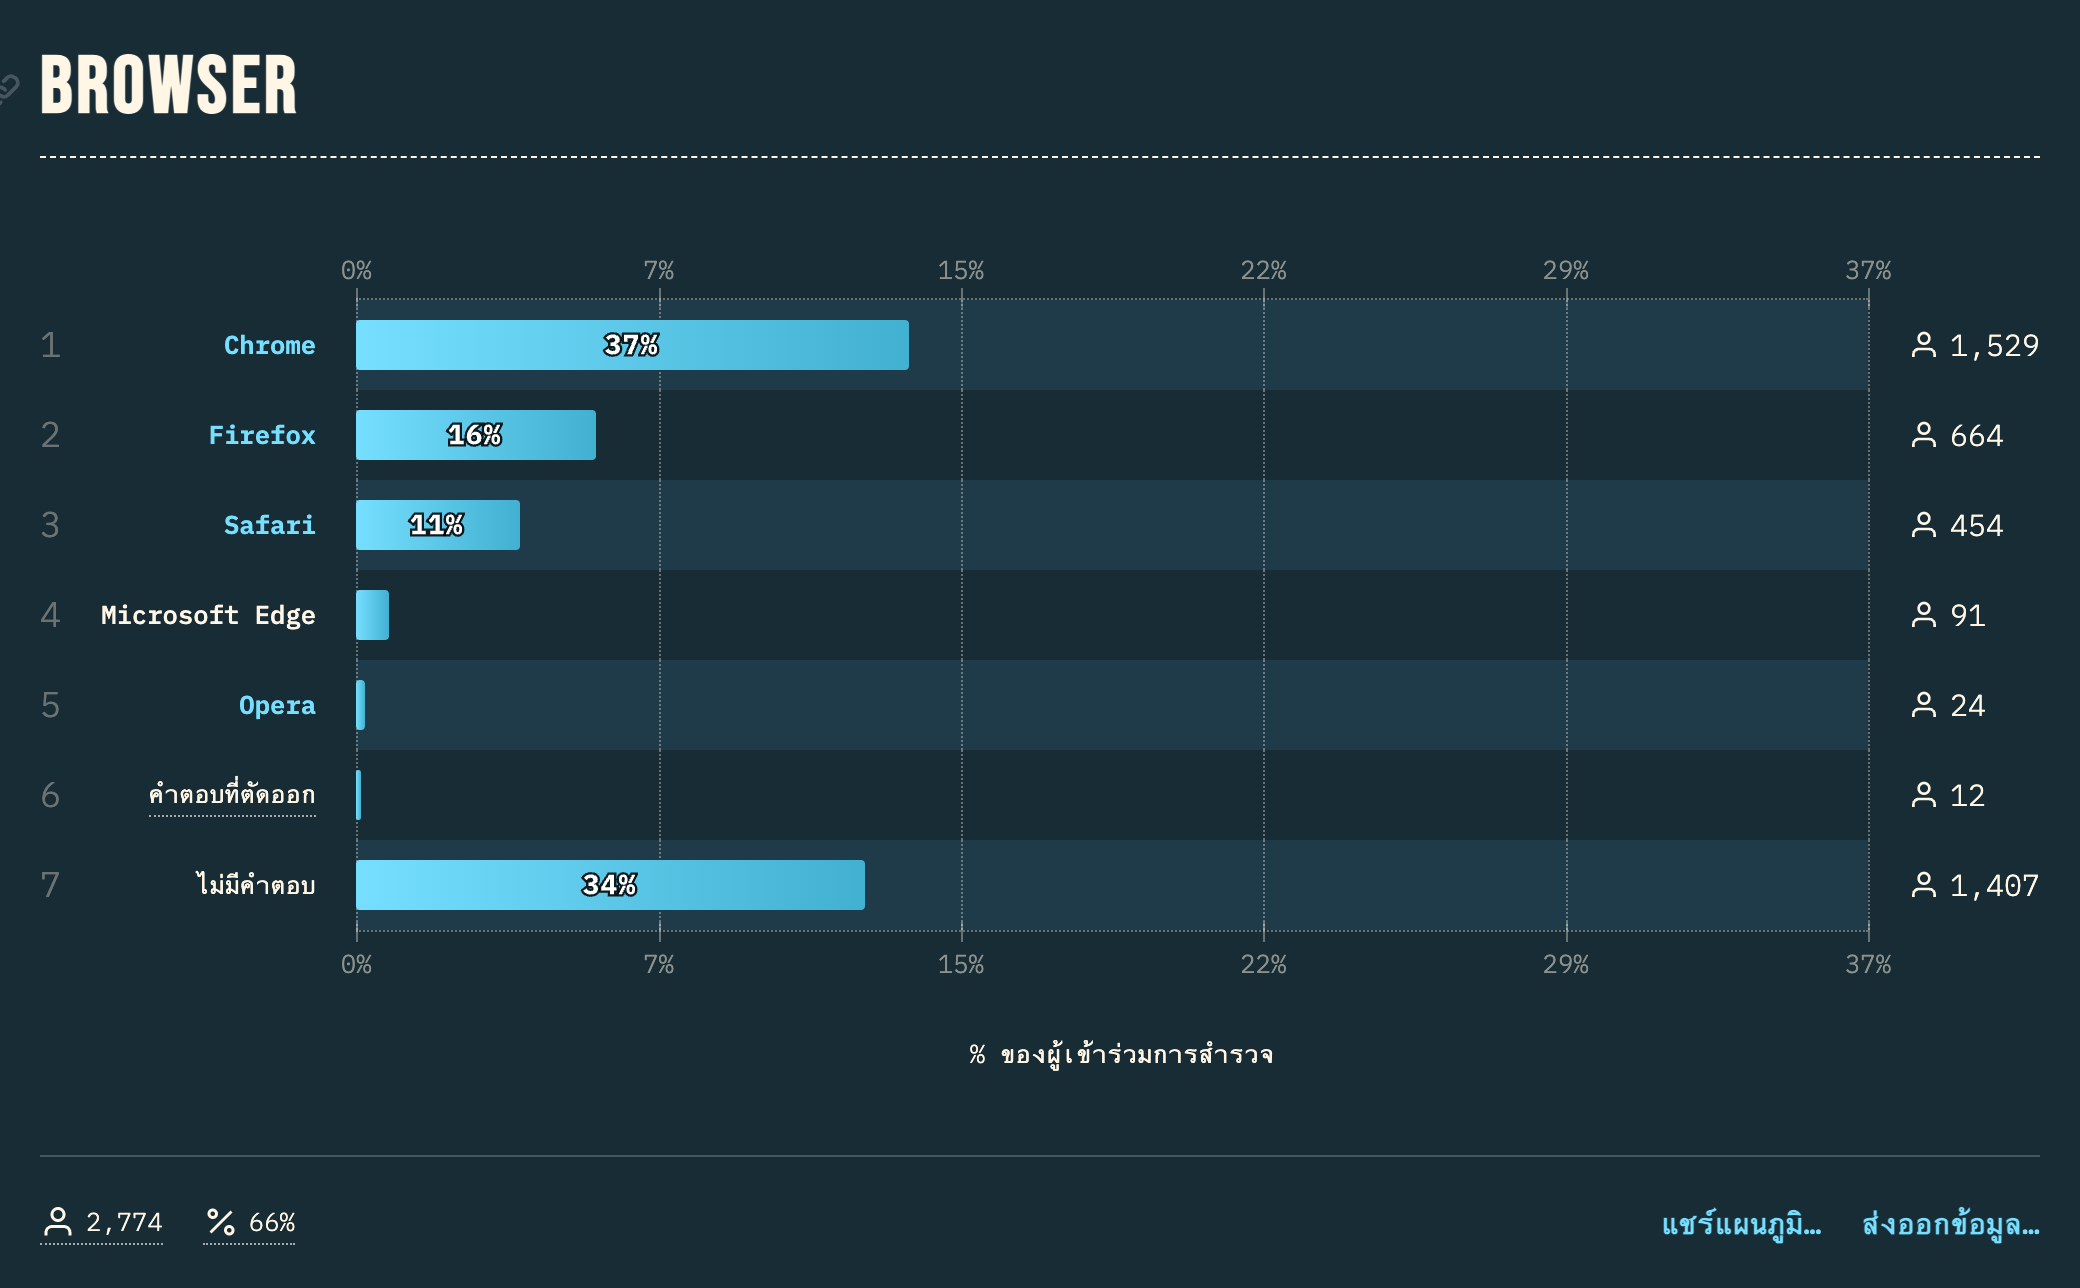 BROWSER
0% 7% 15% 22% 29% 37%
1 Chrome 37% 1,529
2 Firefox 16% 664
3 Safari 11% 454
4 Microsoft Edge 91
5 Opera 24
6 คำตอบที่ตัดออก 12
7 ไม่มีคำตอบ 34% 1,407
0% 7% 15% 22% 29% 37%
% ของผู้เข้าร่วมการสำรวจ
2,774 66% แชร์แผนภูมิ… ส่งออกข้อมูล…